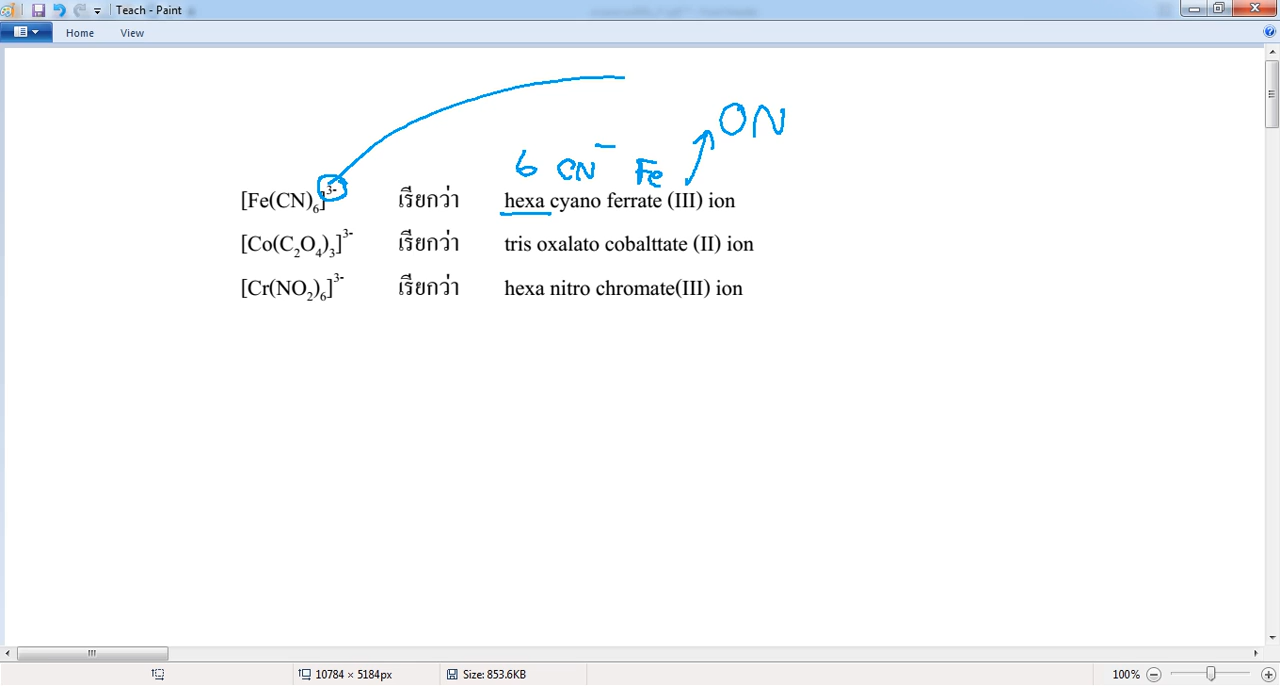 Teach - Paint
Home View
ON
6 CN⁻ Fe
[Fe(CN)₆]³⁻ เรียกว่า hexa cyano ferrate (III) ion
[Co(C₂O₄)₃]³⁻ เรียกว่า tris oxalato cobalttate (II) ion
[Cr(NO₂)₆]³⁻ เรียกว่า hexa nitro chromate(III) ion
10784 × 5184px Size: 853.6KB 100%